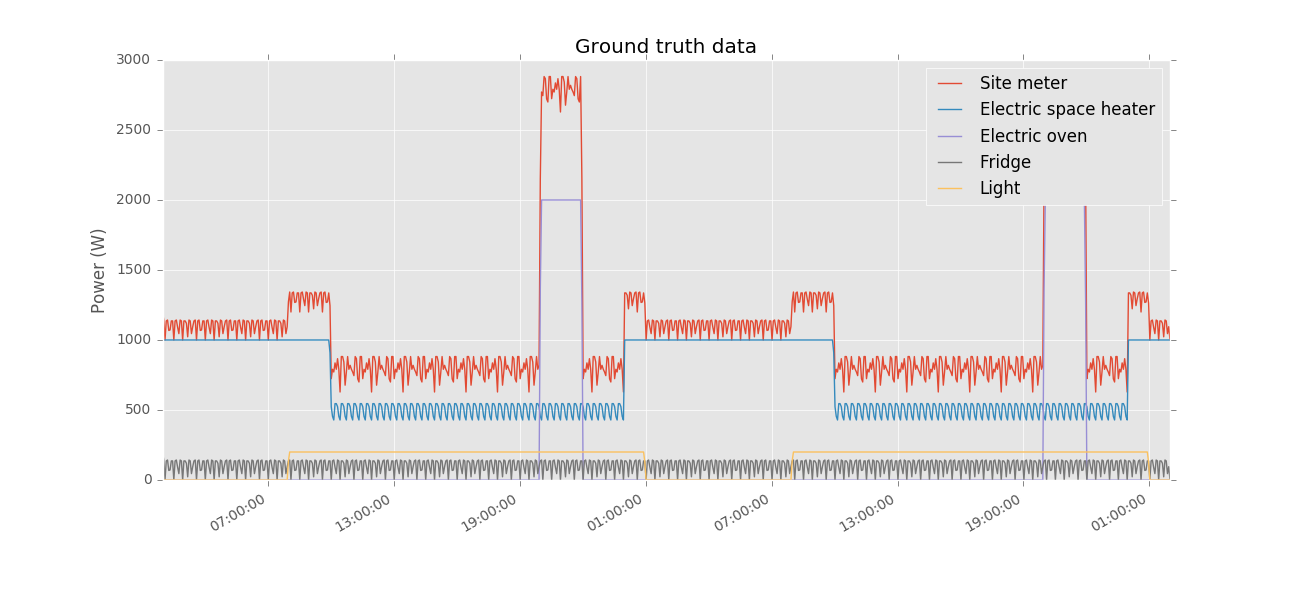 Ground truth data
3000
2500
2000
1500
1000
500
0
Power (W)
Site meter
Electric space heater
Electric oven
Fridge
Light
07:00:00
13:00:00
19:00:00
01:00:00
07:00:00
13:00:00
19:00:00
01:00:00